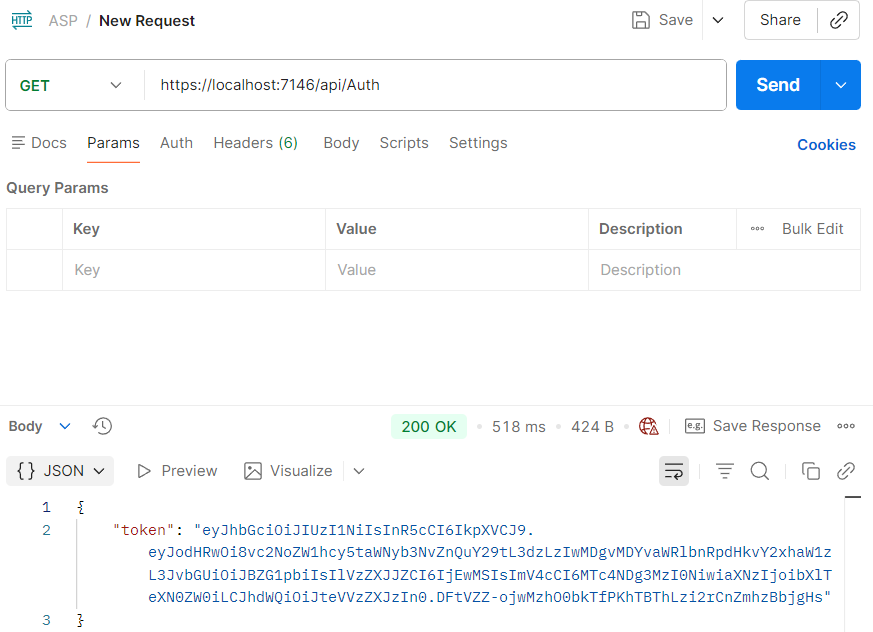 HTTP ASP / New Request Save Share
GET https://localhost:7146/api/Auth Send
Docs Params Auth Headers (6) Body Scripts Settings Cookies
Query Params
Key Value Description Bulk Edit
Key Value Description
Body 200 OK 518 ms 424 B e.g. Save Response
{} JSON Preview Visualize
1 {
2 "token": "eyJhbGciOiJIUzI1NiIsInR5cCI6IkpXVCJ9.
eyJodHRwOi8vc2NoZW1hcy5taWNyb3NvZnQuY29tL3dzLzIwMDgvMDYvaWRlbnRpdHkvY2xhaW1z
L3JvbGUiOiJBZG1pbiIsIlVzZXJJZCI6IjEwMSIsImV4cCI6MTc4NDg3MzI0NiwiaXNzIjoibXlT
eXN0ZW0iLCJhdWQiOiJteVVzZXJzIn0.DFtVZZ-ojwMzhO0bkTfPKhTBThLzi2rCnZmhzBbjgHs"
3 }